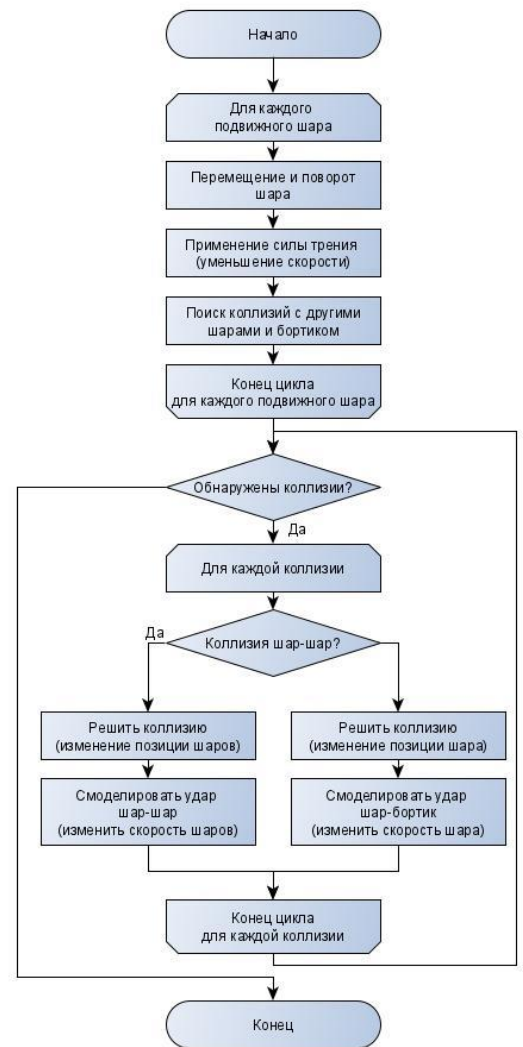 Начало
Для каждого
подвижного шара
Перемещение и поворот
шара
Применение силы трения
(уменьшение скорости)
Поиск коллизий с другими
шарами и бортиком
Конец цикла
для каждого подвижного шара
Обнаружены коллизии?
Да
Для каждой коллизии
Да
Коллизия шар-шар?
Решить коллизию
(изменение позиции шаров)
Смоделировать удар
шар-шар
(изменить скорость шаров)
Решить коллизию
(изменение позиции шара)
Смоделировать удар
шар-бортик
(изменить скорость шара)
Конец цикла
для каждой коллизии
Конец